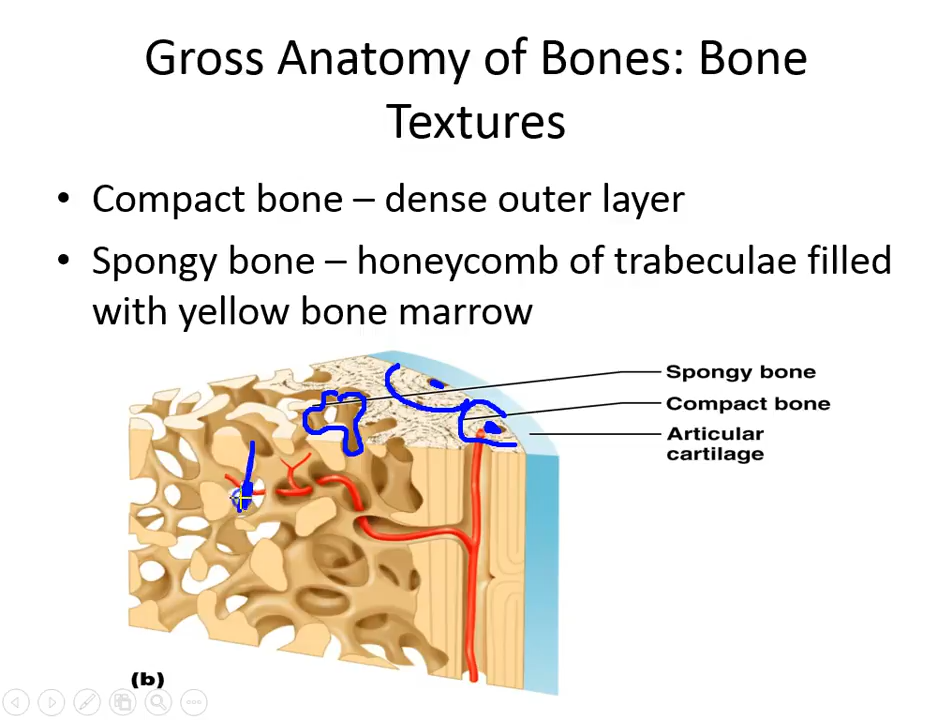 Gross Anatomy of Bones: Bone
Textures
• Compact bone – dense outer layer
• Spongy bone – honeycomb of trabeculae filled
with yellow bone marrow
Spongy bone
Compact bone
Articular
cartilage
(b)